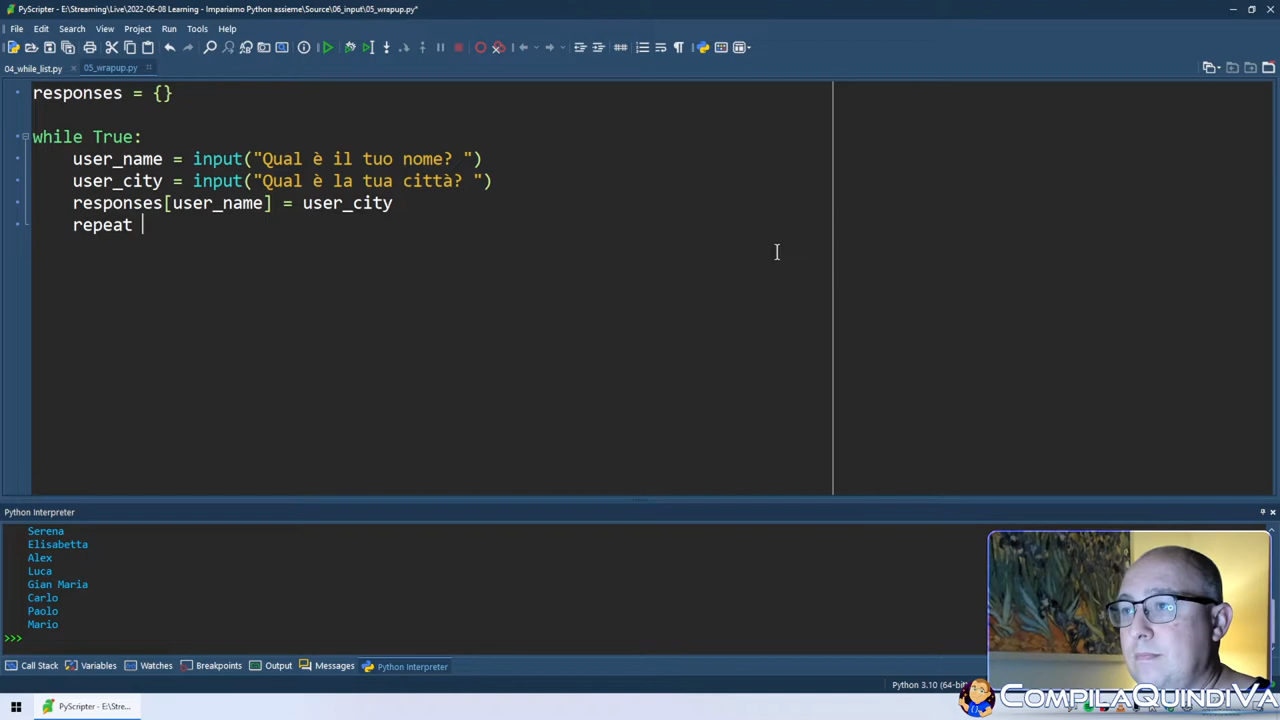 PyScripter - E:\Streaming\Live\2022-06-08 Learning - Impariamo Python assieme\Source\06_input\05_wrapup.py*
File Edit Search View Project Run Tools Help
04_while_list.py 05_wrapup.py
responses = {}
while True:
user_name = input("Qual è il tuo nome? ")
user_city = input("Qual è la tua città? ")
responses[user_name] = user_city
repeat
Python Interpreter
Serena
Elisabetta
Alex
Luca
Gian Maria
Carlo
Paolo
Mario
>>>
Call Stack Variables Watches Breakpoints Output Messages Python Interpreter
Python 3.10 (64-bit)
CompilaQuindiVa
PyScripter - E:\Stre...